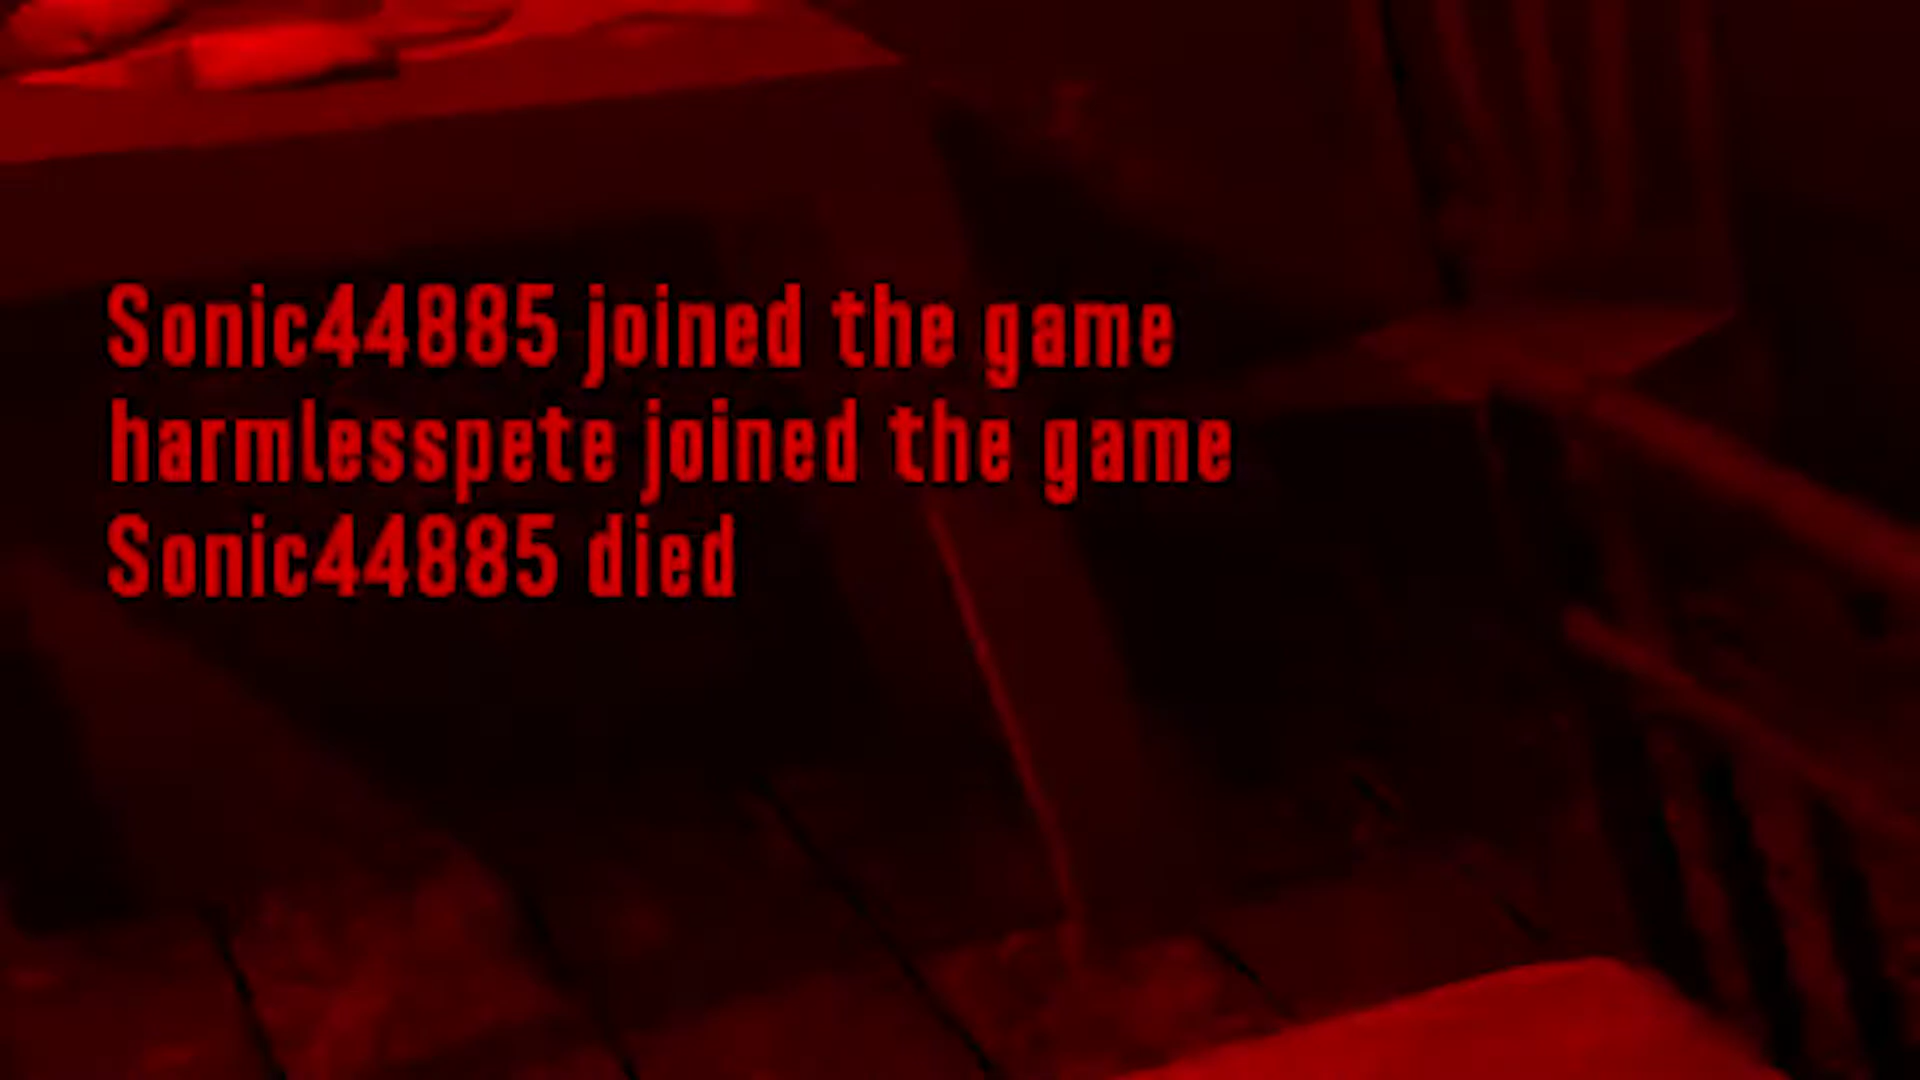 Sonic44885 joined the game
harmlesspete joined the game
Sonic44885 died